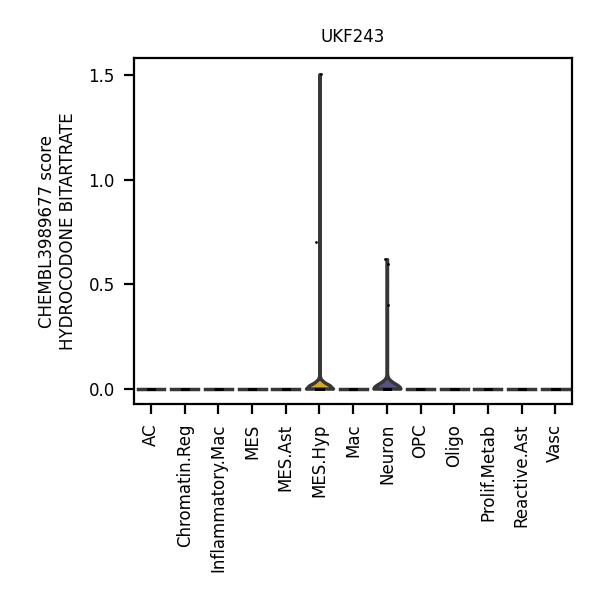 UKF243
CHEMBL3989677 score
HYDROCODONE BITARTRATE
1.5
1.0
0.5
0.0
AC
Chromatin.Reg
Inflammatory.Mac
MES
MES.Ast
MES.Hyp
Mac
Neuron
OPC
Oligo
Prolif.Metab
Reactive.Ast
Vasc